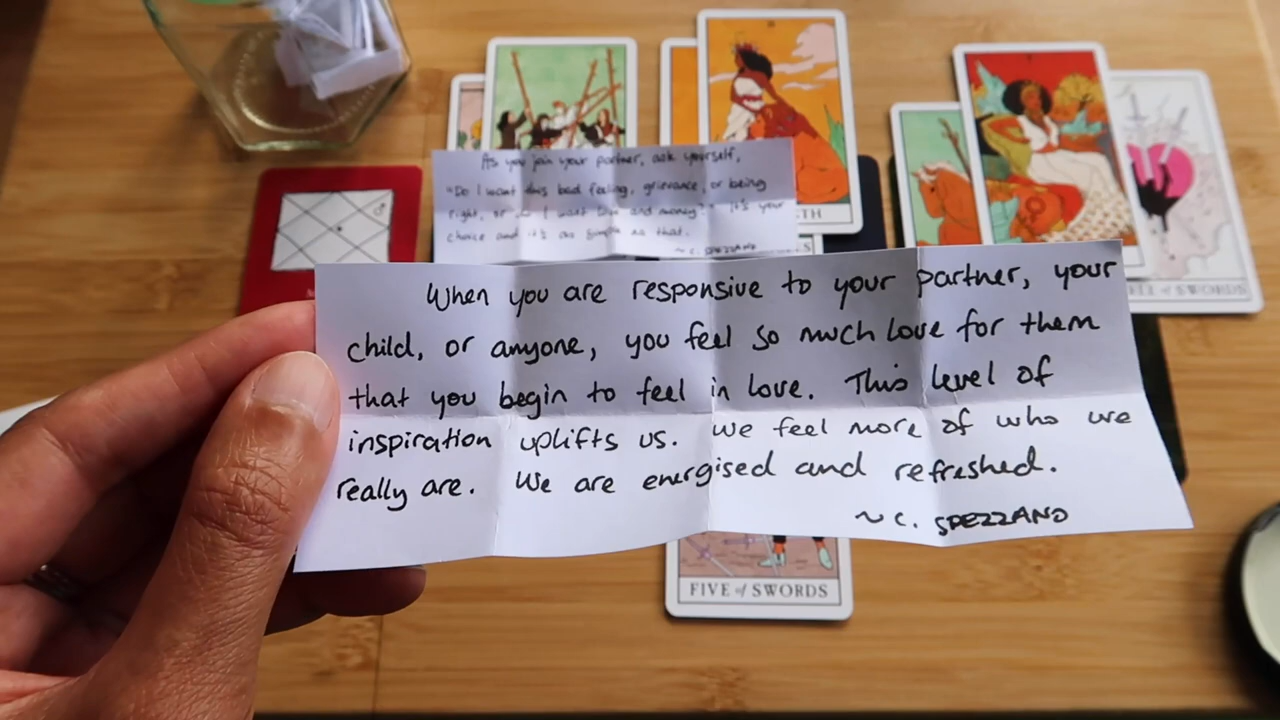 As you join your partner, ask yourself,
"Do I want this bad feeling, grievance, or being
right, or do I want love and money?" It's your
choice and it's as simple as that.
~ C. SPEZZANO
GTH
OF SWORDS
When you are responsive to your partner, your
child, or anyone, you feel so much love for them
that you begin to feel in love. This level of
inspiration uplifts us. We feel more of who we
really are. We are energised and refreshed.
~ C. SPEZZANO
FIVE of SWORDS